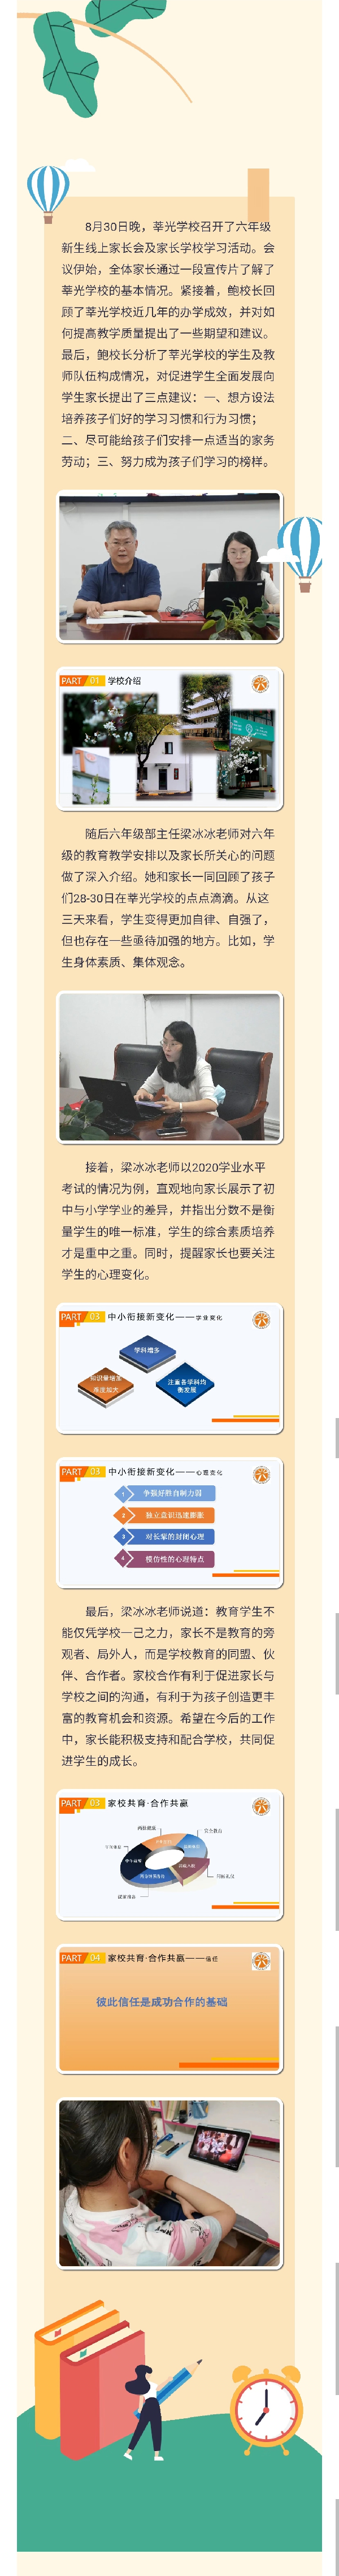 8月30日晚，莘光学校召开了六年级
新生线上家长会及家长学校学习活动。会
议伊始，全体家长通过一段宣传片了解了
莘光学校的基本情况。紧接着，鲍校长回
顾了莘光学校近几年的办学成效，并对如
何提高教学质量提出了一些期望和建议。
最后，鲍校长分析了莘光学校的学生及教
师队伍构成情况，对促进学生全面发展向
学生家长提出了三点建议：一、想方设法
培养孩子们好的学习习惯和行为习惯；
二、尽可能给孩子们安排一点适当的家务
劳动；三、努力成为孩子们学习的榜样。
PART 01 学校介绍
随后六年级部主任梁冰冰老师对六年
级的教育教学安排以及家长所关心的问题
做了深入介绍。她和家长一同回顾了孩子
们28-30日在莘光学校的点点滴滴。从这
三天来看，学生变得更加自律、自强了，
但也存在一些亟待加强的地方。比如，学
生身体素质、集体观念。
接着，梁冰冰老师以2020学业水平
考试的情况为例，直观地向家长展示了初
中与小学学业的差异，并指出分数不是衡
量学生的唯一标准，学生的综合素质培养
才是重中之重。同时，提醒家长也要关注
学生的心理变化。
PART 03 中小衔接新变化——学业变化
学科增多
知识量增加
难度加大
注重各学科均
衡发展
PART 03 中小衔接新变化——心理变化
1 争强好胜自制力弱
2 独立意识迅速膨胀
3 对长辈的封闭心理
4 模仿性的心理特点
最后，梁冰冰老师说道：教育学生不
能仅凭学校一己之力，家长不是教育的旁
观者、局外人，而是学校教育的同盟、伙
伴、合作者。家校合作有利于促进家长与
学校之间的沟通，有利于为孩子创造更丰
富的教育机会和资源。希望在今后的工作
中，家长能积极支持和配合学校，共同促
进学生的成长。
PART 03 家校共育·合作共赢
PART 04 家校共育·合作共赢——信任
彼此信任是成功合作的基础